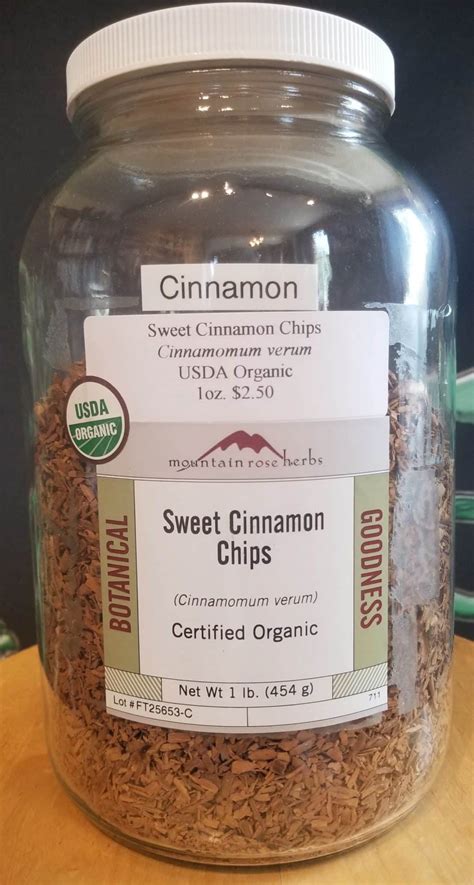 Cinnamon
Sweet Cinnamon Chips
Cinnamomum verum
USDA Organic
1oz. $2.50
USDA
ORGANIC
mountain rose herbs
BOTANICAL
Sweet Cinnamon
Chips
(Cinnamomum verum)
Certified Organic
GOODNESS
Net Wt 1 lb. (454 g)
Lot # FT25653-C
711